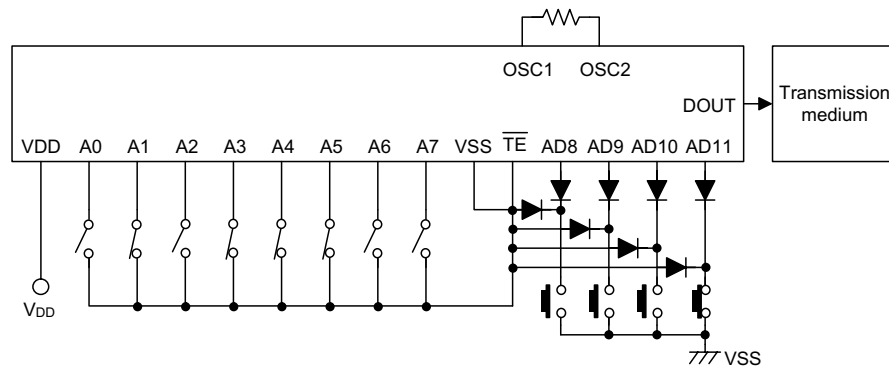 OSC1 OSC2
DOUT
Transmission
medium
VDD A0 A1 A2 A3 A4 A5 A6 A7 VSS TE AD8 AD9 AD10 AD11
VDD
VSS